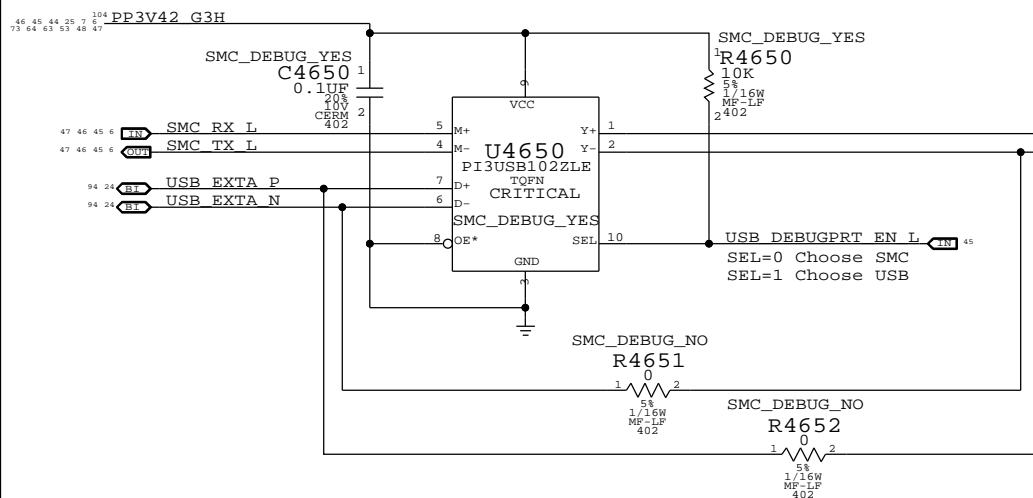 104 PP3V42 G3H
46 45 44 25 7 6
73 64 63 53 48 47
SMC_DEBUG_YES
C4650 1
0.1UF
20%
10V
CERM 2
402
SMC_DEBUG_YES
1 R4650
10K
5%
1/16W
MF-LF
2 402
9
VCC
47 46 45 6 IN SMC_RX_L 5 M+ Y+ 1
47 46 45 6 OUT SMC_TX_L 4 M- Y- 2
U4650
PI3USB102ZLE
TQFN
CRITICAL
94 24 BI USB_EXTA_P 7 D+
94 24 BI USB_EXTA_N 6 D-
SMC_DEBUG_YES
8 OE* SEL 10 USB_DEBUGPRT_EN_L IN 45
SEL=0 Choose SMC
SEL=1 Choose USB
GND
3
SMC_DEBUG_NO
R4651
0
1 2
5%
1/16W
MF-LF
402
SMC_DEBUG_NO
R4652
0
1 2
5%
1/16W
MF-LF
402